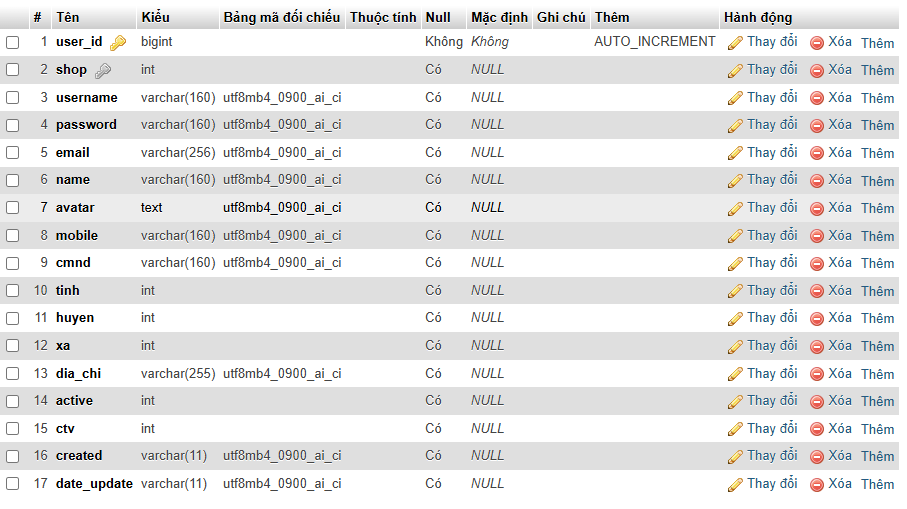 # Tên Kiểu Bảng mã đối chiếu Thuộc tính Null Mặc định Ghi chú Thêm Hành động
1 user_id bigint Không Không AUTO_INCREMENT Thay đổi Xóa Thêm
2 shop int Có NULL Thay đổi Xóa Thêm
3 username varchar(160) utf8mb4_0900_ai_ci Có NULL Thay đổi Xóa Thêm
4 password varchar(160) utf8mb4_0900_ai_ci Có NULL Thay đổi Xóa Thêm
5 email varchar(256) utf8mb4_0900_ai_ci Có NULL Thay đổi Xóa Thêm
6 name varchar(160) utf8mb4_0900_ai_ci Có NULL Thay đổi Xóa Thêm
7 avatar text utf8mb4_0900_ai_ci Có NULL Thay đổi Xóa Thêm
8 mobile varchar(160) utf8mb4_0900_ai_ci Có NULL Thay đổi Xóa Thêm
9 cmnd varchar(160) utf8mb4_0900_ai_ci Có NULL Thay đổi Xóa Thêm
10 tinh int Có NULL Thay đổi Xóa Thêm
11 huyen int Có NULL Thay đổi Xóa Thêm
12 xa int Có NULL Thay đổi Xóa Thêm
13 dia_chi varchar(255) utf8mb4_0900_ai_ci Có NULL Thay đổi Xóa Thêm
14 active int Có NULL Thay đổi Xóa Thêm
15 ctv int Có NULL Thay đổi Xóa Thêm
16 created varchar(11) utf8mb4_0900_ai_ci Có NULL Thay đổi Xóa Thêm
17 date_update varchar(11) utf8mb4_0900_ai_ci Có NULL Thay đổi Xóa Thêm